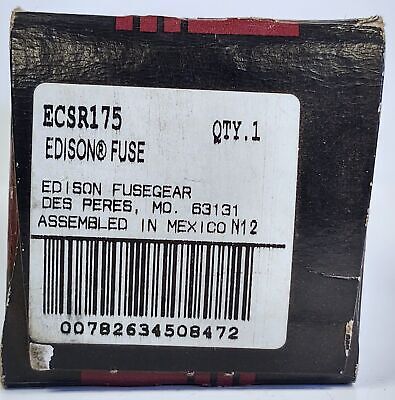 ECSR175 QTY.1
EDISON® FUSE
EDISON FUSEGEAR
DES PERES, MO. 63131
ASSEMBLED IN MEXICO N12
00782634508472